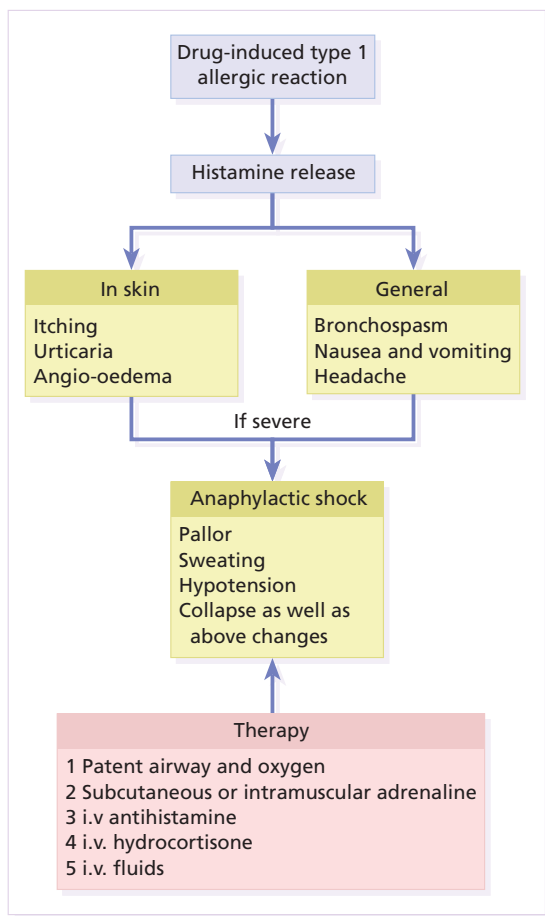 Drug-induced type 1
allergic reaction
Histamine release
In skin
Itching
Urticaria
Angio-oedema
General
Bronchospasm
Nausea and vomiting
Headache
If severe
Anaphylactic shock
Pallor
Sweating
Hypotension
Collapse as well as
above changes
Therapy
1 Patent airway and oxygen
2 Subcutaneous or intramuscular adrenaline
3 i.v antihistamine
4 i.v. hydrocortisone
5 i.v. fluids